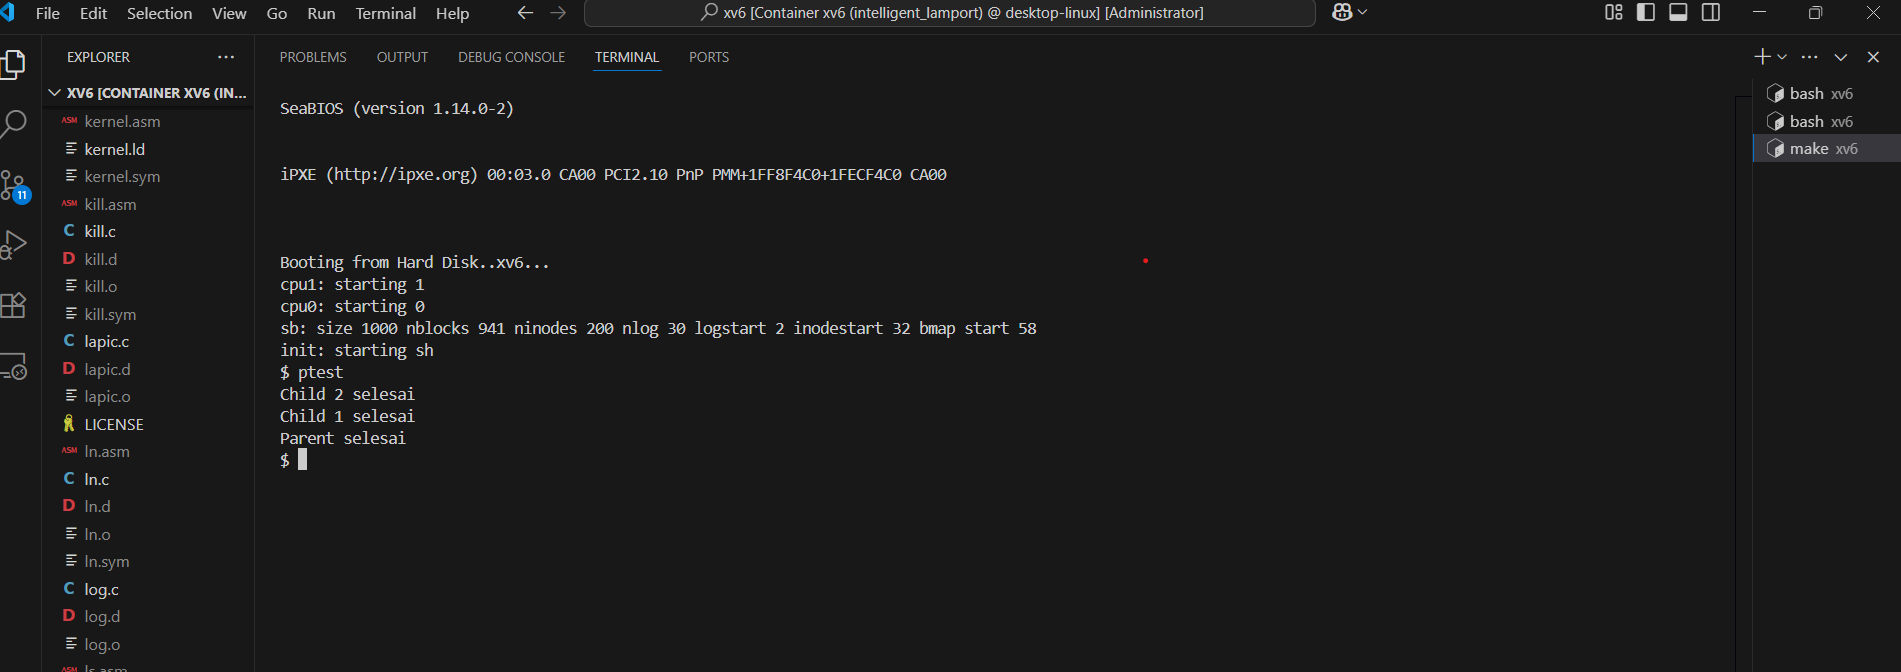 File Edit Selection View Go Run Terminal Help
xv6 [Container xv6 (intelligent_lamport) @ desktop-linux] [Administrator]
EXPLORER
XV6 [CONTAINER XV6 (IN...
ASM kernel.asm
kernel.ld
kernel.sym
ASM kill.asm
C kill.c
D kill.d
kill.o
kill.sym
C lapic.c
D lapic.d
lapic.o
LICENSE
ASM ln.asm
C ln.c
D ln.d
ln.o
ln.sym
C log.c
D log.d
log.o
ASM ls.asm
11
PROBLEMS OUTPUT DEBUG CONSOLE TERMINAL PORTS
SeaBIOS (version 1.14.0-2)
iPXE (http://ipxe.org) 00:03.0 CA00 PCI2.10 PnP PMM+1FF8F4C0+1FECF4C0 CA00
Booting from Hard Disk..xv6...
cpu1: starting 1
cpu0: starting 0
sb: size 1000 nblocks 941 ninodes 200 nlog 30 logstart 2 inodestart 32 bmap start 58
init: starting sh
$ ptest
Child 2 selesai
Child 1 selesai
Parent selesai
$
bash xv6
bash xv6
make xv6